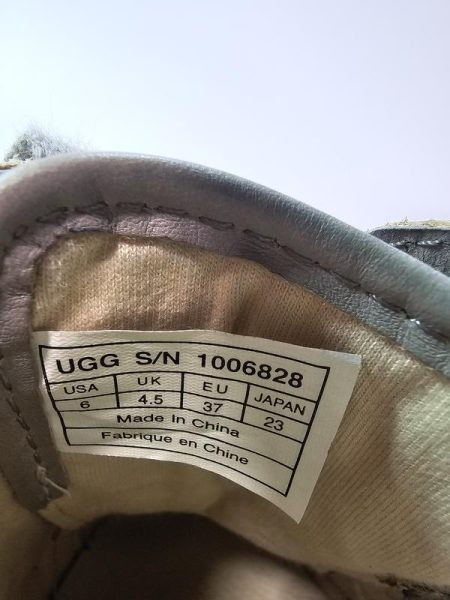 UGG S/N 1006828
USA UK EU JAPAN
6 4.5 37 23
Made In China
Fabrique en Chine